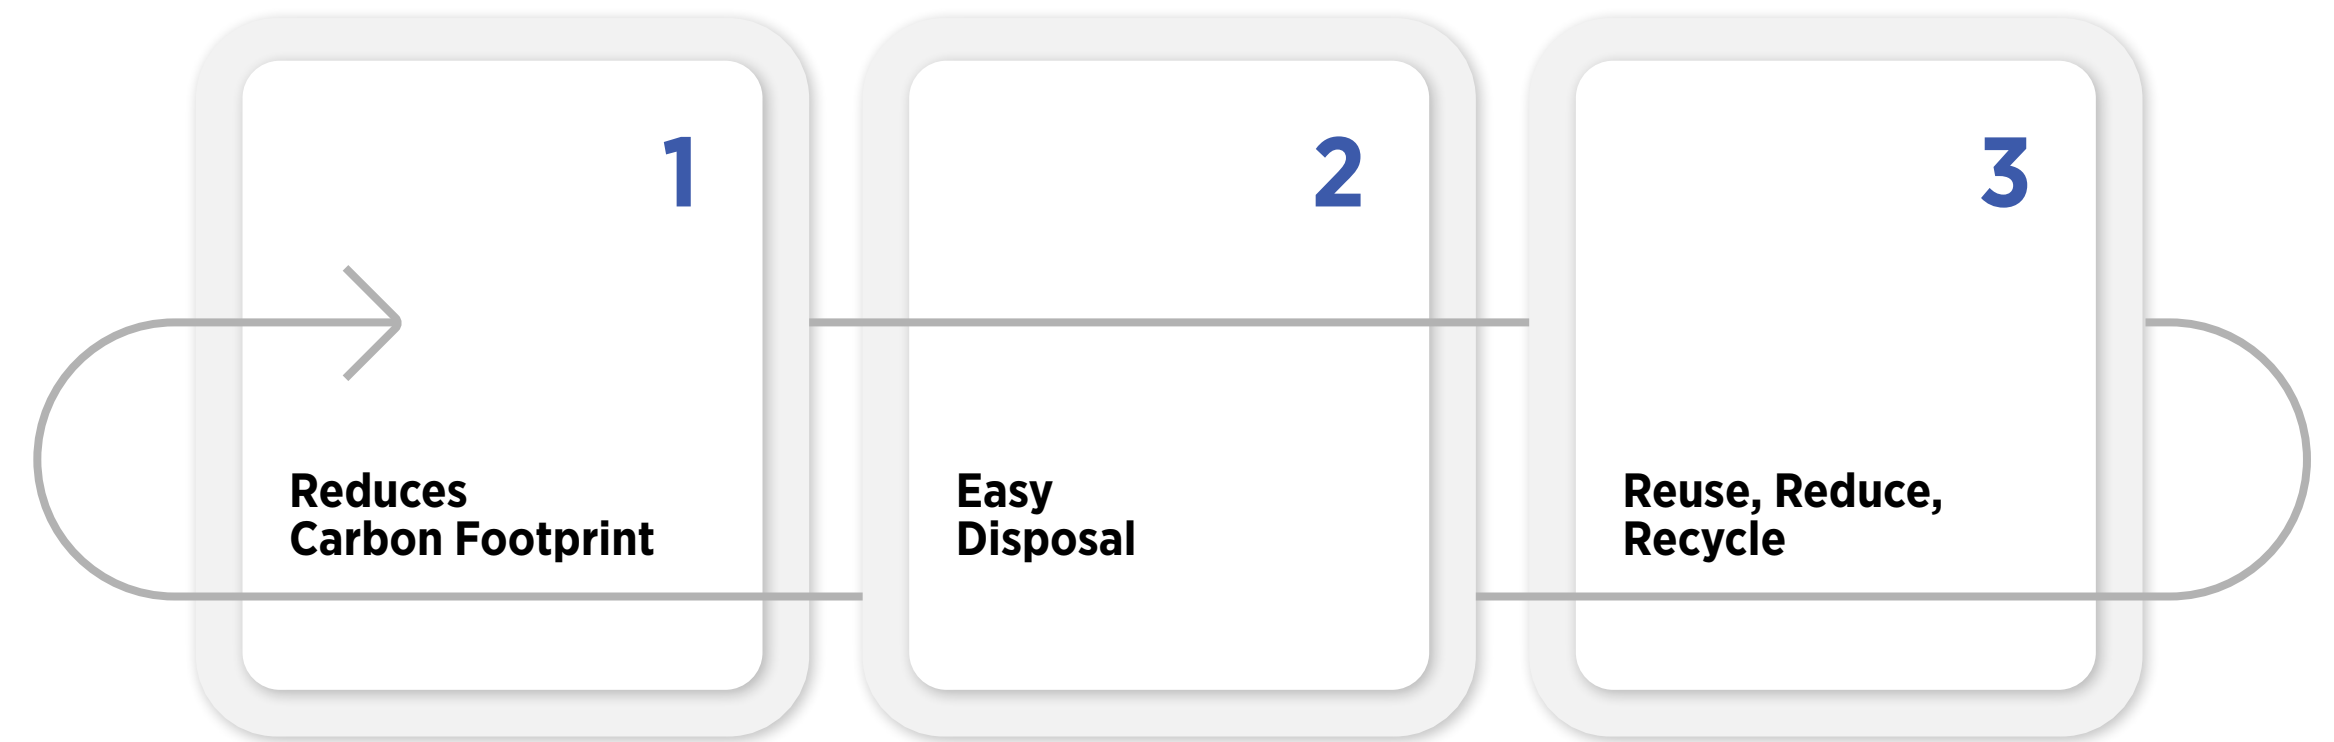 1
Reduces
Carbon Footprint
2
Easy
Disposal
3
Reuse, Reduce,
Recycle